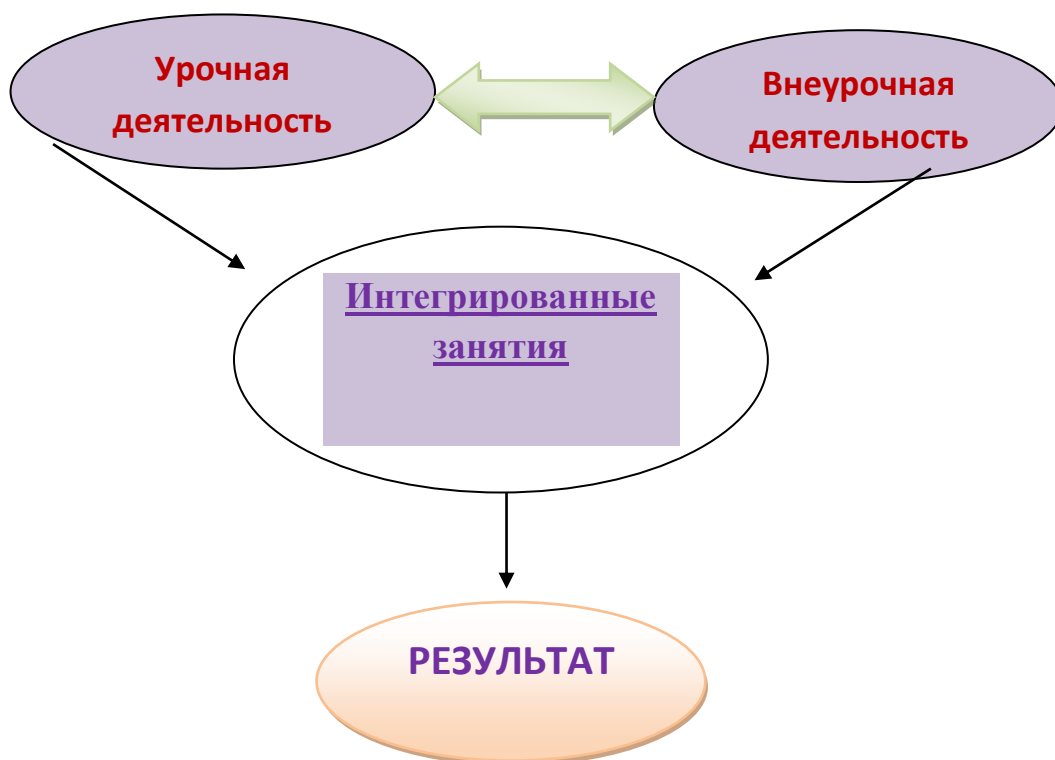 Урочная
деятельность
Внеурочная
деятельность
Интегрированные
занятия
РЕЗУЛЬТАТ